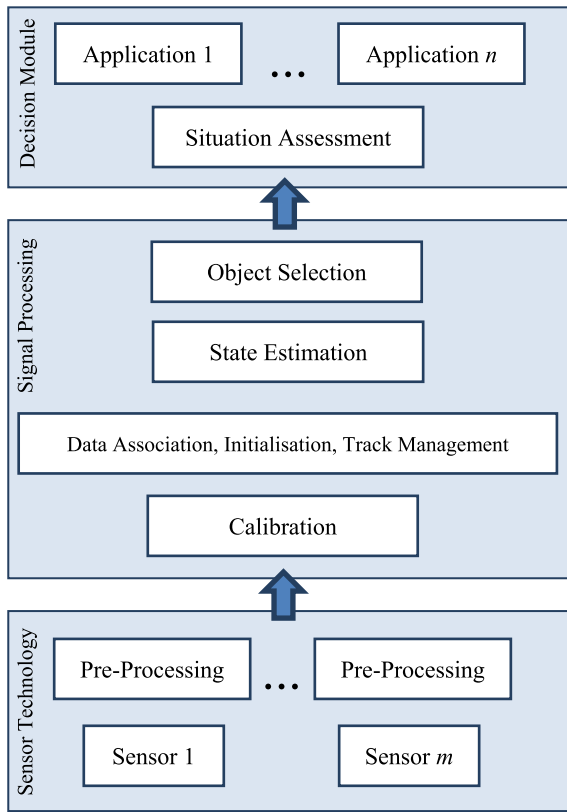 Decision Module
Application 1
...
Application n
Situation Assessment
Signal Processing
Object Selection
State Estimation
Data Association, Initialisation, Track Management
Calibration
Sensor Technology
Pre-Processing
...
Pre-Processing
Sensor 1
Sensor m